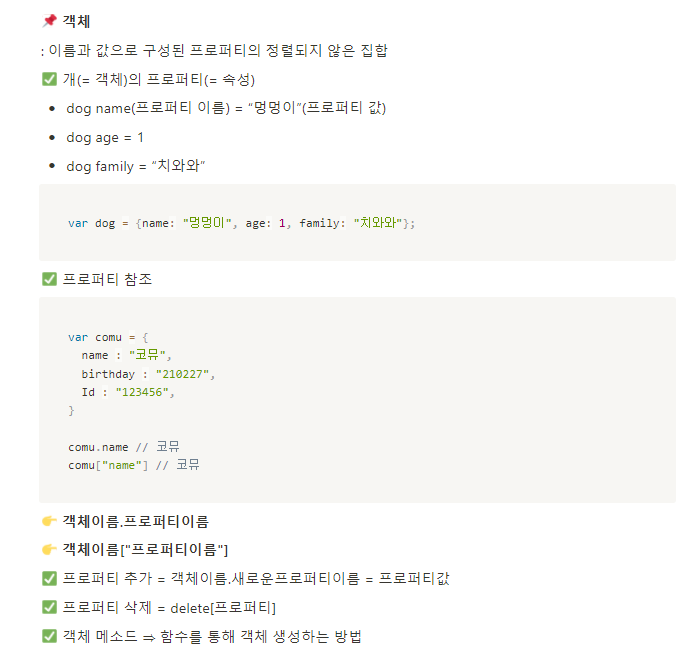 📌 객체
: 이름과 값으로 구성된 프로퍼티의 정렬되지 않은 집합
✅ 개(= 객체)의 프로퍼티(= 속성)
• dog name(프로퍼티 이름) = “멍멍이”(프로퍼티 값)
• dog age = 1
• dog family = “치와와”
var dog = {name: "멍멍이", age: 1, family: "치와와"};
✅ 프로퍼티 참조
var comu = {
  name : "코뮤",
  birthday : "210227",
  Id : "123456",
}
comu.name // 코뮤
comu["name"] // 코뮤
👉 객체이름.프로퍼티이름
👉 객체이름["프로퍼티이름"]
✅ 프로퍼티 추가 = 객체이름.새로운프로퍼티이름 = 프로퍼티값
✅ 프로퍼티 삭제 = delete[프로퍼티]
✅ 객체 메소드 ⇒ 함수를 통해 객체 생성하는 방법